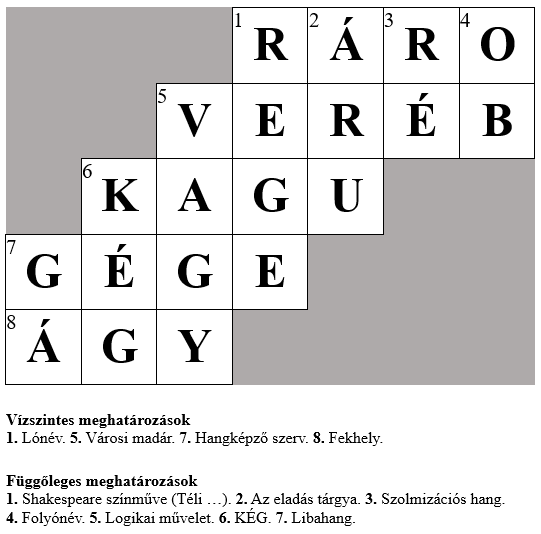 1 R 2 Á 3 R 4 O
5 V E R É B
6 K A G U
7 G É G E
8 Á G Y
Vízszintes meghatározások
1. Lónév. 5. Városi madár. 7. Hangképző szerv. 8. Fekhely.
Függőleges meghatározások
1. Shakespeare színműve (Téli …). 2. Az eladás tárgya. 3. Szolmizációs hang.
4. Folyónév. 5. Logikai művelet. 6. KÉG. 7. Libahang.